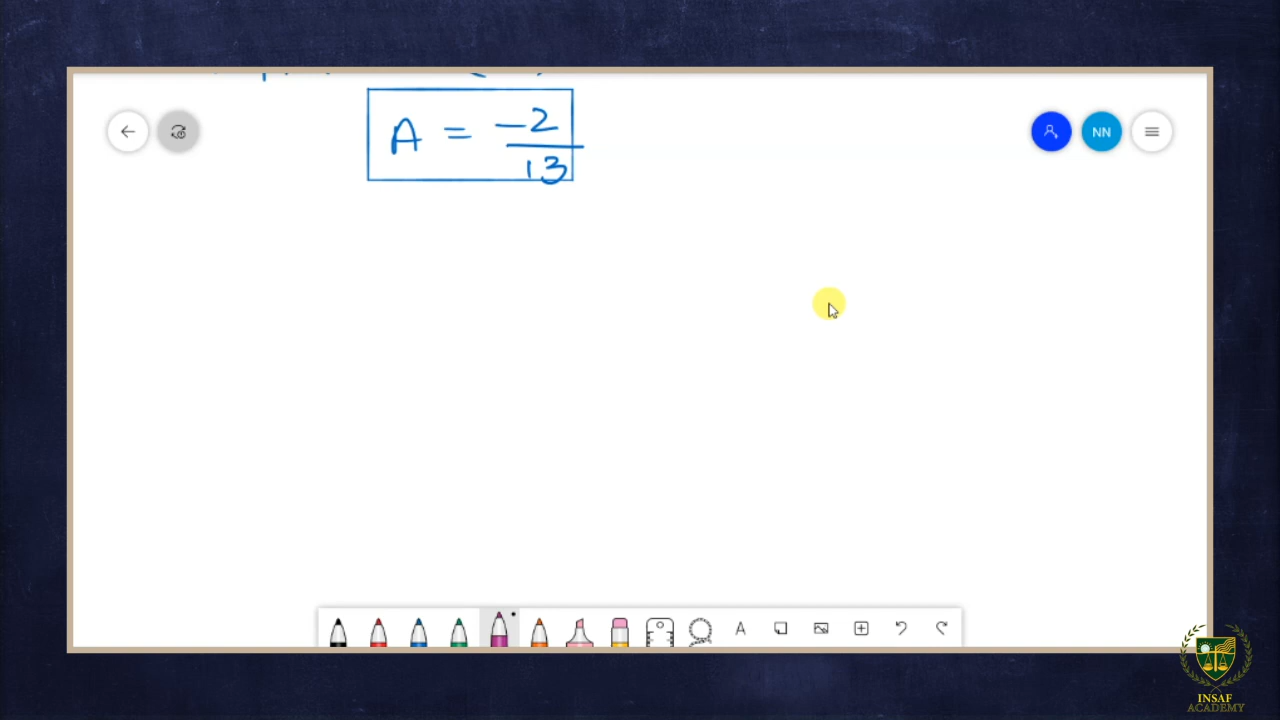 A = -2/13
NN
A
INSAF
ACADEMY